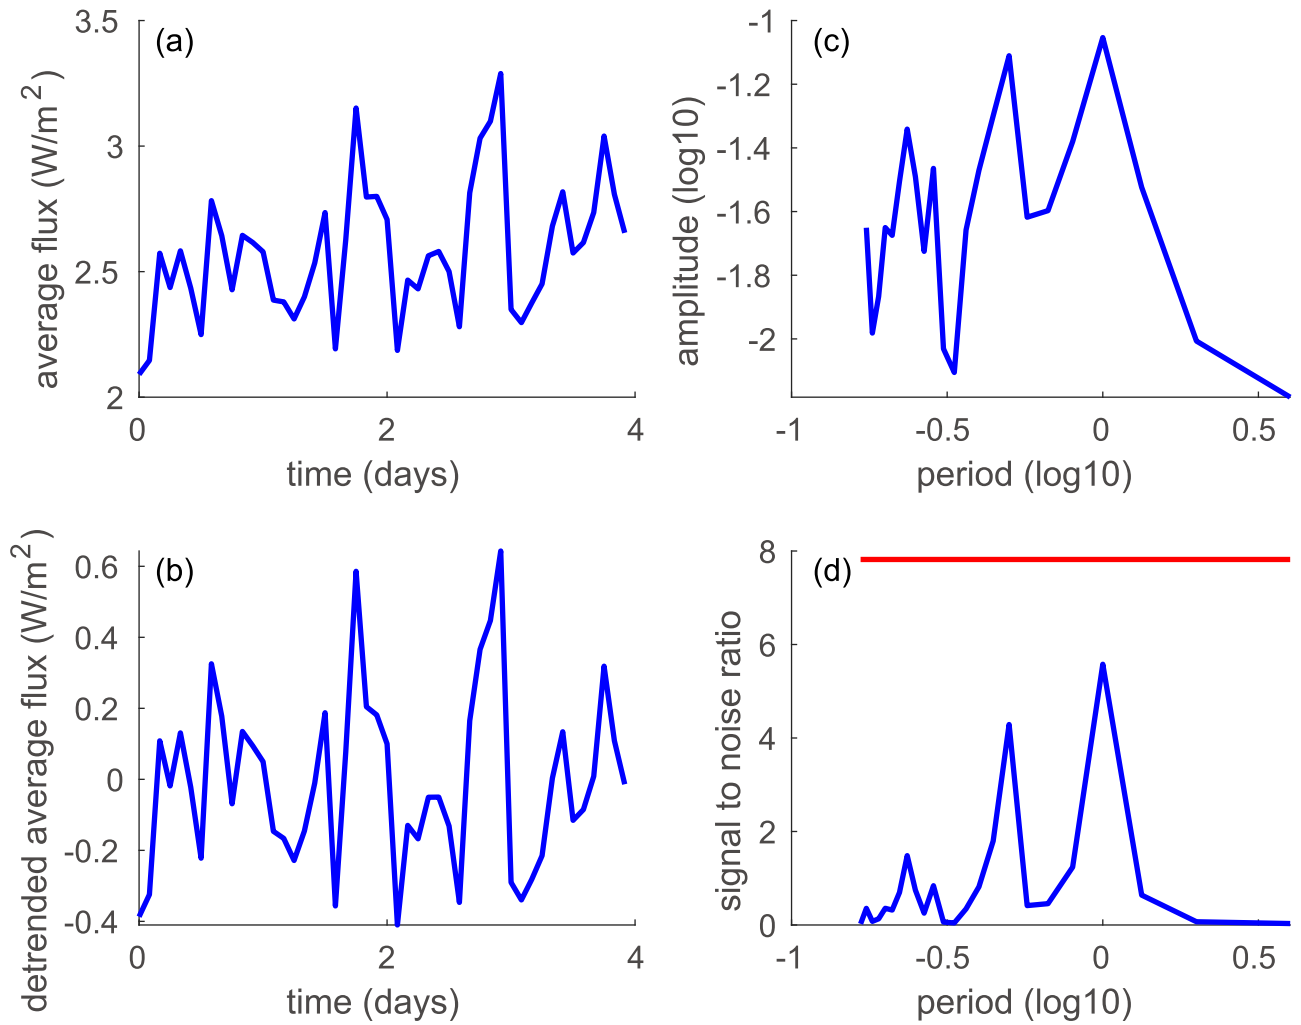 (a)
average flux (W/m²)
3.5
3
2.5
2
0
2
4
time (days)
(c)
amplitude (log10)
-1
-1.2
-1.4
-1.6
-1.8
-2
-1
-0.5
0
0.5
period (log10)
(b)
detrended average flux (W/m²)
0.6
0.4
0.2
0
-0.2
-0.4
0
2
4
time (days)
(d)
signal to noise ratio
8
6
4
2
0
-1
-0.5
0
0.5
period (log10)